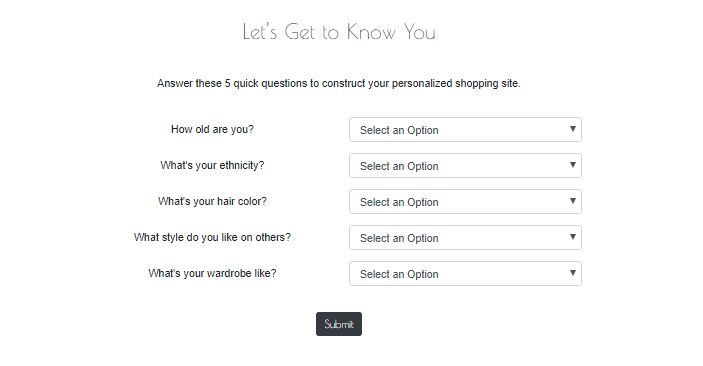 Let's Get to Know You
Answer these 5 quick questions to construct your personalized shopping site.
How old are you? Select an Option
What's your ethnicity? Select an Option
What's your hair color? Select an Option
What style do you like on others? Select an Option
What's your wardrobe like? Select an Option
Submit